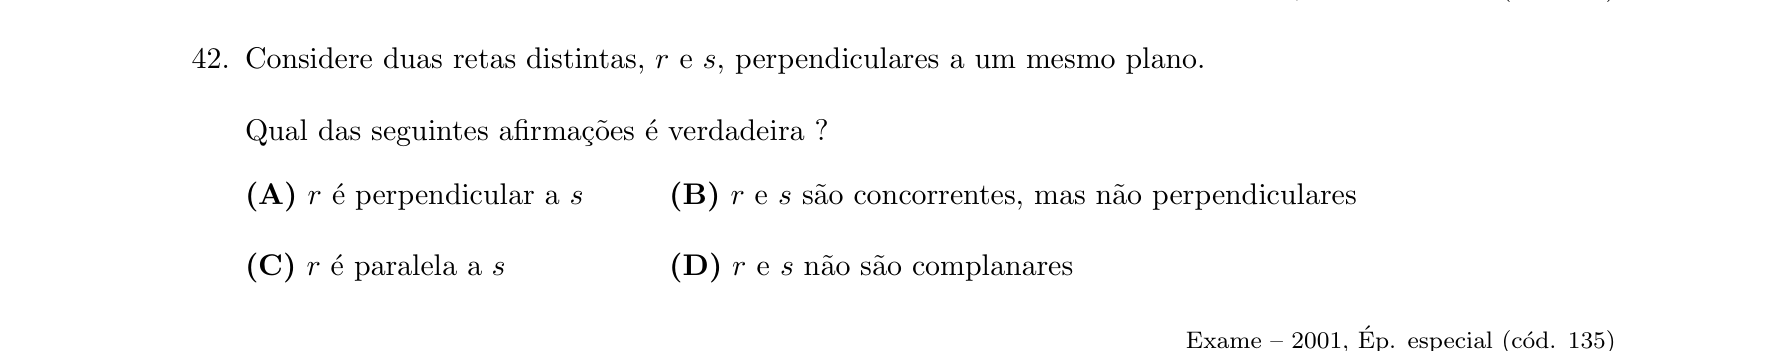 42. Considere duas retas distintas, r e s, perpendiculares a um mesmo plano.
Qual das seguintes afirmações é verdadeira ?
(A) r é perpendicular a s (B) r e s são concorrentes, mas não perpendiculares
(C) r é paralela a s (D) r e s não são complanares
Exame – 2001, Ép. especial (cód. 135)